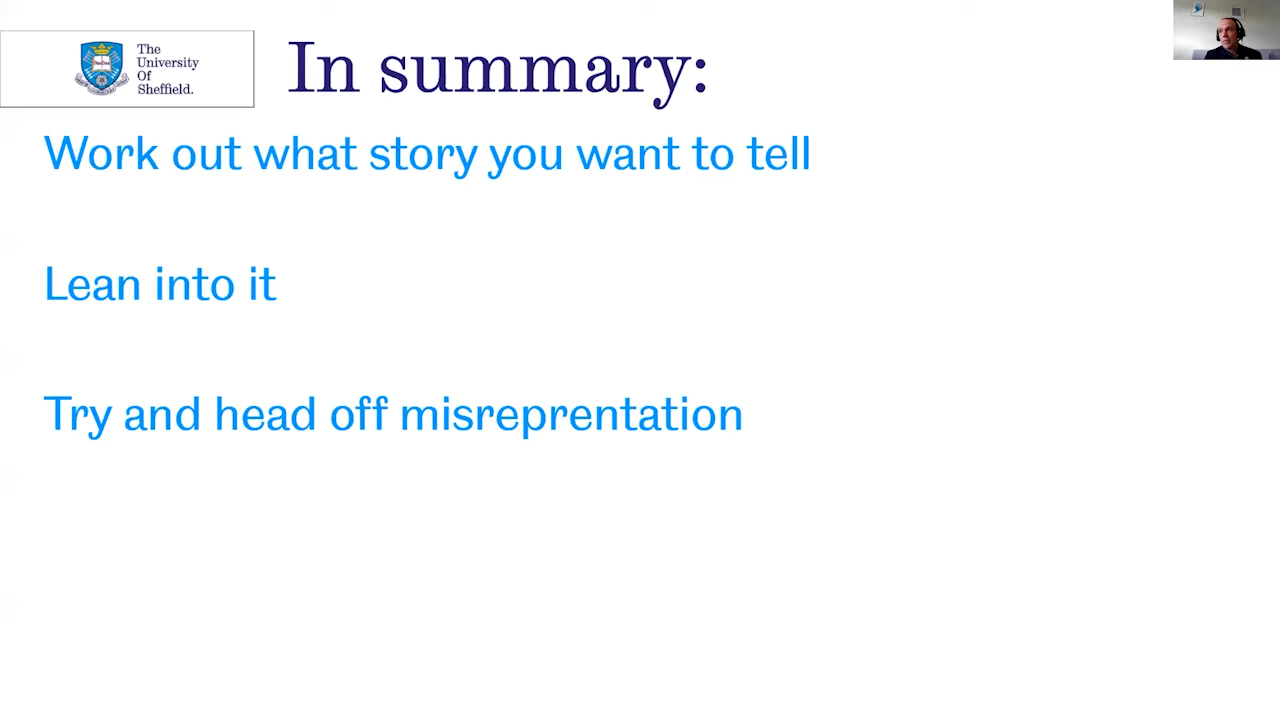 The
University
Of
Sheffield.
In summary:
Work out what story you want to tell
Lean into it
Try and head off misreprentation